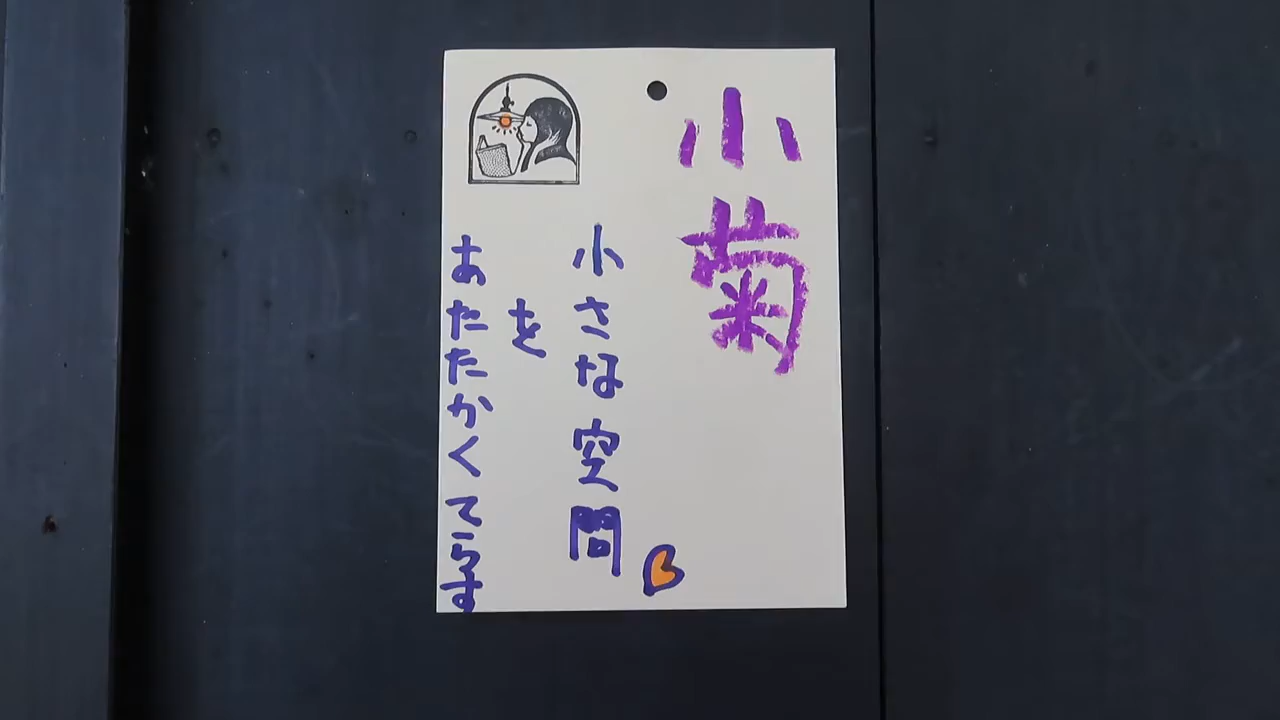 小菊
小さな空間
を
あたたかくてらす